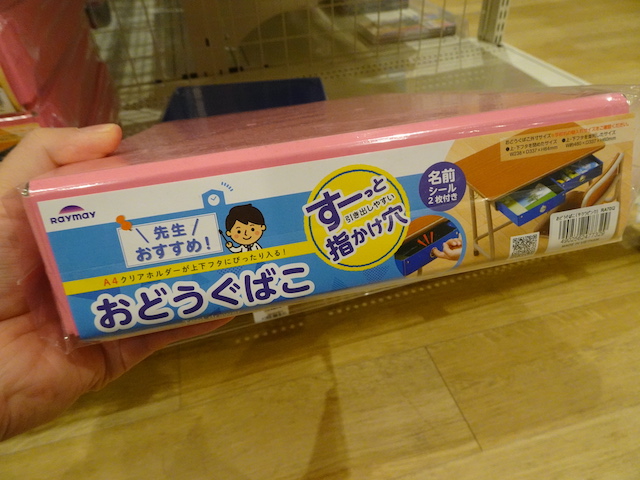 RAYMAY
先生
おすすめ!
A4クリアホルダーが上下フタにぴったり入る!
おどうぐばこ
すーっと
引き出しやすい
指かけ穴
名前
シール
2枚付き